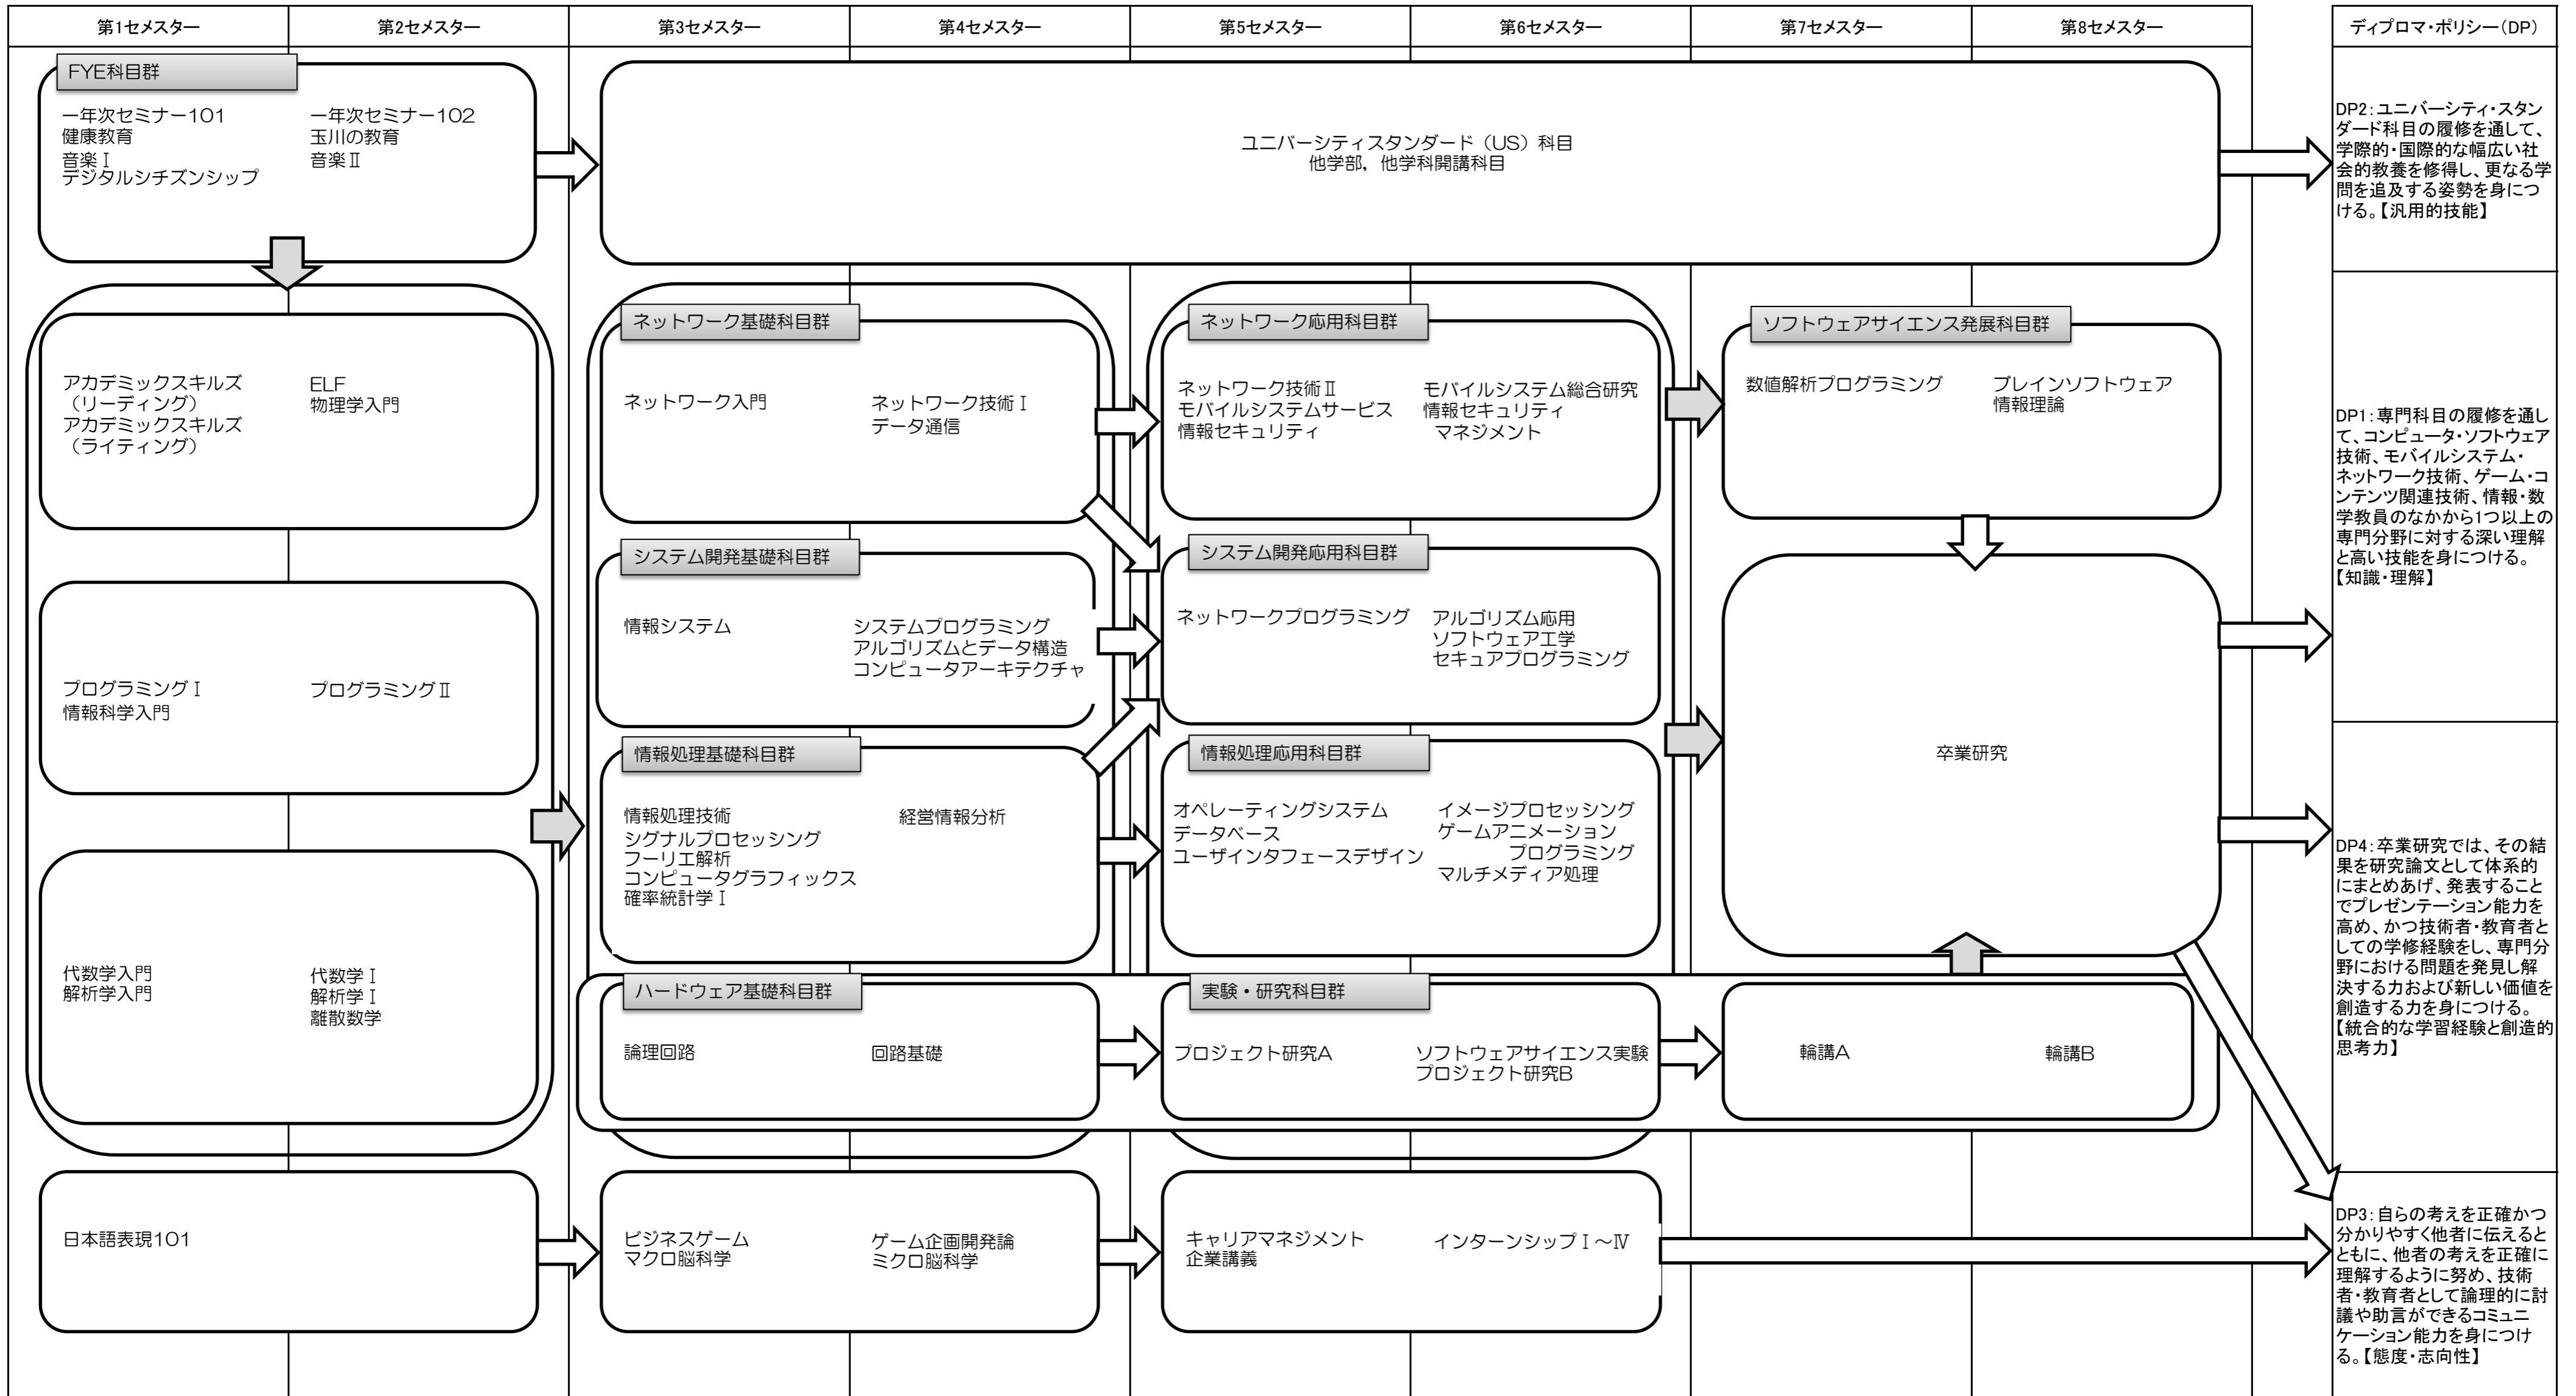 第1セメスター
第2セメスター
第3セメスター
第4セメスター
第5セメスター
第6セメスター
第7セメスター
第8セメスター
ディプロマ・ポリシー(DP)
FYE科目群
一年次セミナー101
健康教育
音楽Ⅰ
デジタルシチズンシップ
一年次セミナー102
玉川の教育
音楽Ⅱ
ユニバーシティスタンダード（US）科目
他学部，他学科開講科目
DP2：ユニバーシティ・スタン
ダード科目の履修を通して、
学際的・国際的な幅広い社
会的教養を修得し、更なる学
問を追及する姿勢を身につ
ける。【汎用的技能】
アカデミックスキルズ
（リーディング）
アカデミックスキルズ
（ライティング）
ELF
物理学入門
ネットワーク基礎科目群
ネットワーク入門
ネットワーク技術Ⅰ
データ通信
ネットワーク応用科目群
ネットワーク技術Ⅱ
モバイルシステムサービス
情報セキュリティ
モバイルシステム総合研究
情報セキュリティ
マネジメント
ソフトウェアサイエンス発展科目群
数値解析プログラミング
ブレインソフトウェア
情報理論
DP1：専門科目の履修を通し
て、コンピュータ・ソフトウェア
技術、モバイルシステム・
ネットワーク技術、ゲーム・コ
ンテンツ関連技術、情報・数
学教員のなかから1つ以上の
専門分野に対する深い理解
と高い技能を身につける。
【知識・理解】
プログラミングⅠ
情報科学入門
プログラミングⅡ
システム開発基礎科目群
情報システム
システムプログラミング
アルゴリズムとデータ構造
コンピュータアーキテクチャ
システム開発応用科目群
ネットワークプログラミング
アルゴリズム応用
ソフトウェア工学
セキュアプログラミング
卒業研究
情報処理基礎科目群
情報処理技術
シグナルプロセッシング
フーリエ解析
コンピュータグラフィックス
確率統計学Ⅰ
経営情報分析
情報処理応用科目群
オペレーティングシステム
データベース
ユーザインタフェースデザイン
イメージプロセッシング
ゲームアニメーション
プログラミング
マルチメディア処理
DP4：卒業研究では、その結
果を研究論文として体系的
にまとめあげ、発表すること
でプレゼンテーション能力を
高め、かつ技術者・教育者と
しての学修経験をし、専門分
野における問題を発見し解
決する力および新しい価値を
創造する力を身につける。
【統合的な学習経験と創造的
思考力】
代数学入門
解析学入門
代数学Ⅰ
解析学Ⅰ
離散数学
ハードウェア基礎科目群
論理回路
回路基礎
実験・研究科目群
プロジェクト研究A
ソフトウェアサイエンス実験
プロジェクト研究B
輪講A
輪講B
日本語表現101
ビジネスゲーム
マクロ脳科学
ゲーム企画開発論
ミクロ脳科学
キャリアマネジメント
企業講義
インターンシップⅠ～Ⅳ
DP3：自らの考えを正確かつ
分かりやすく他者に伝えると
ともに、他者の考えを正確に
理解するように努め、技術
者・教育者として論理的に討
議や助言ができるコミュニ
ケーション能力を身につけ
る。【態度・志向性】